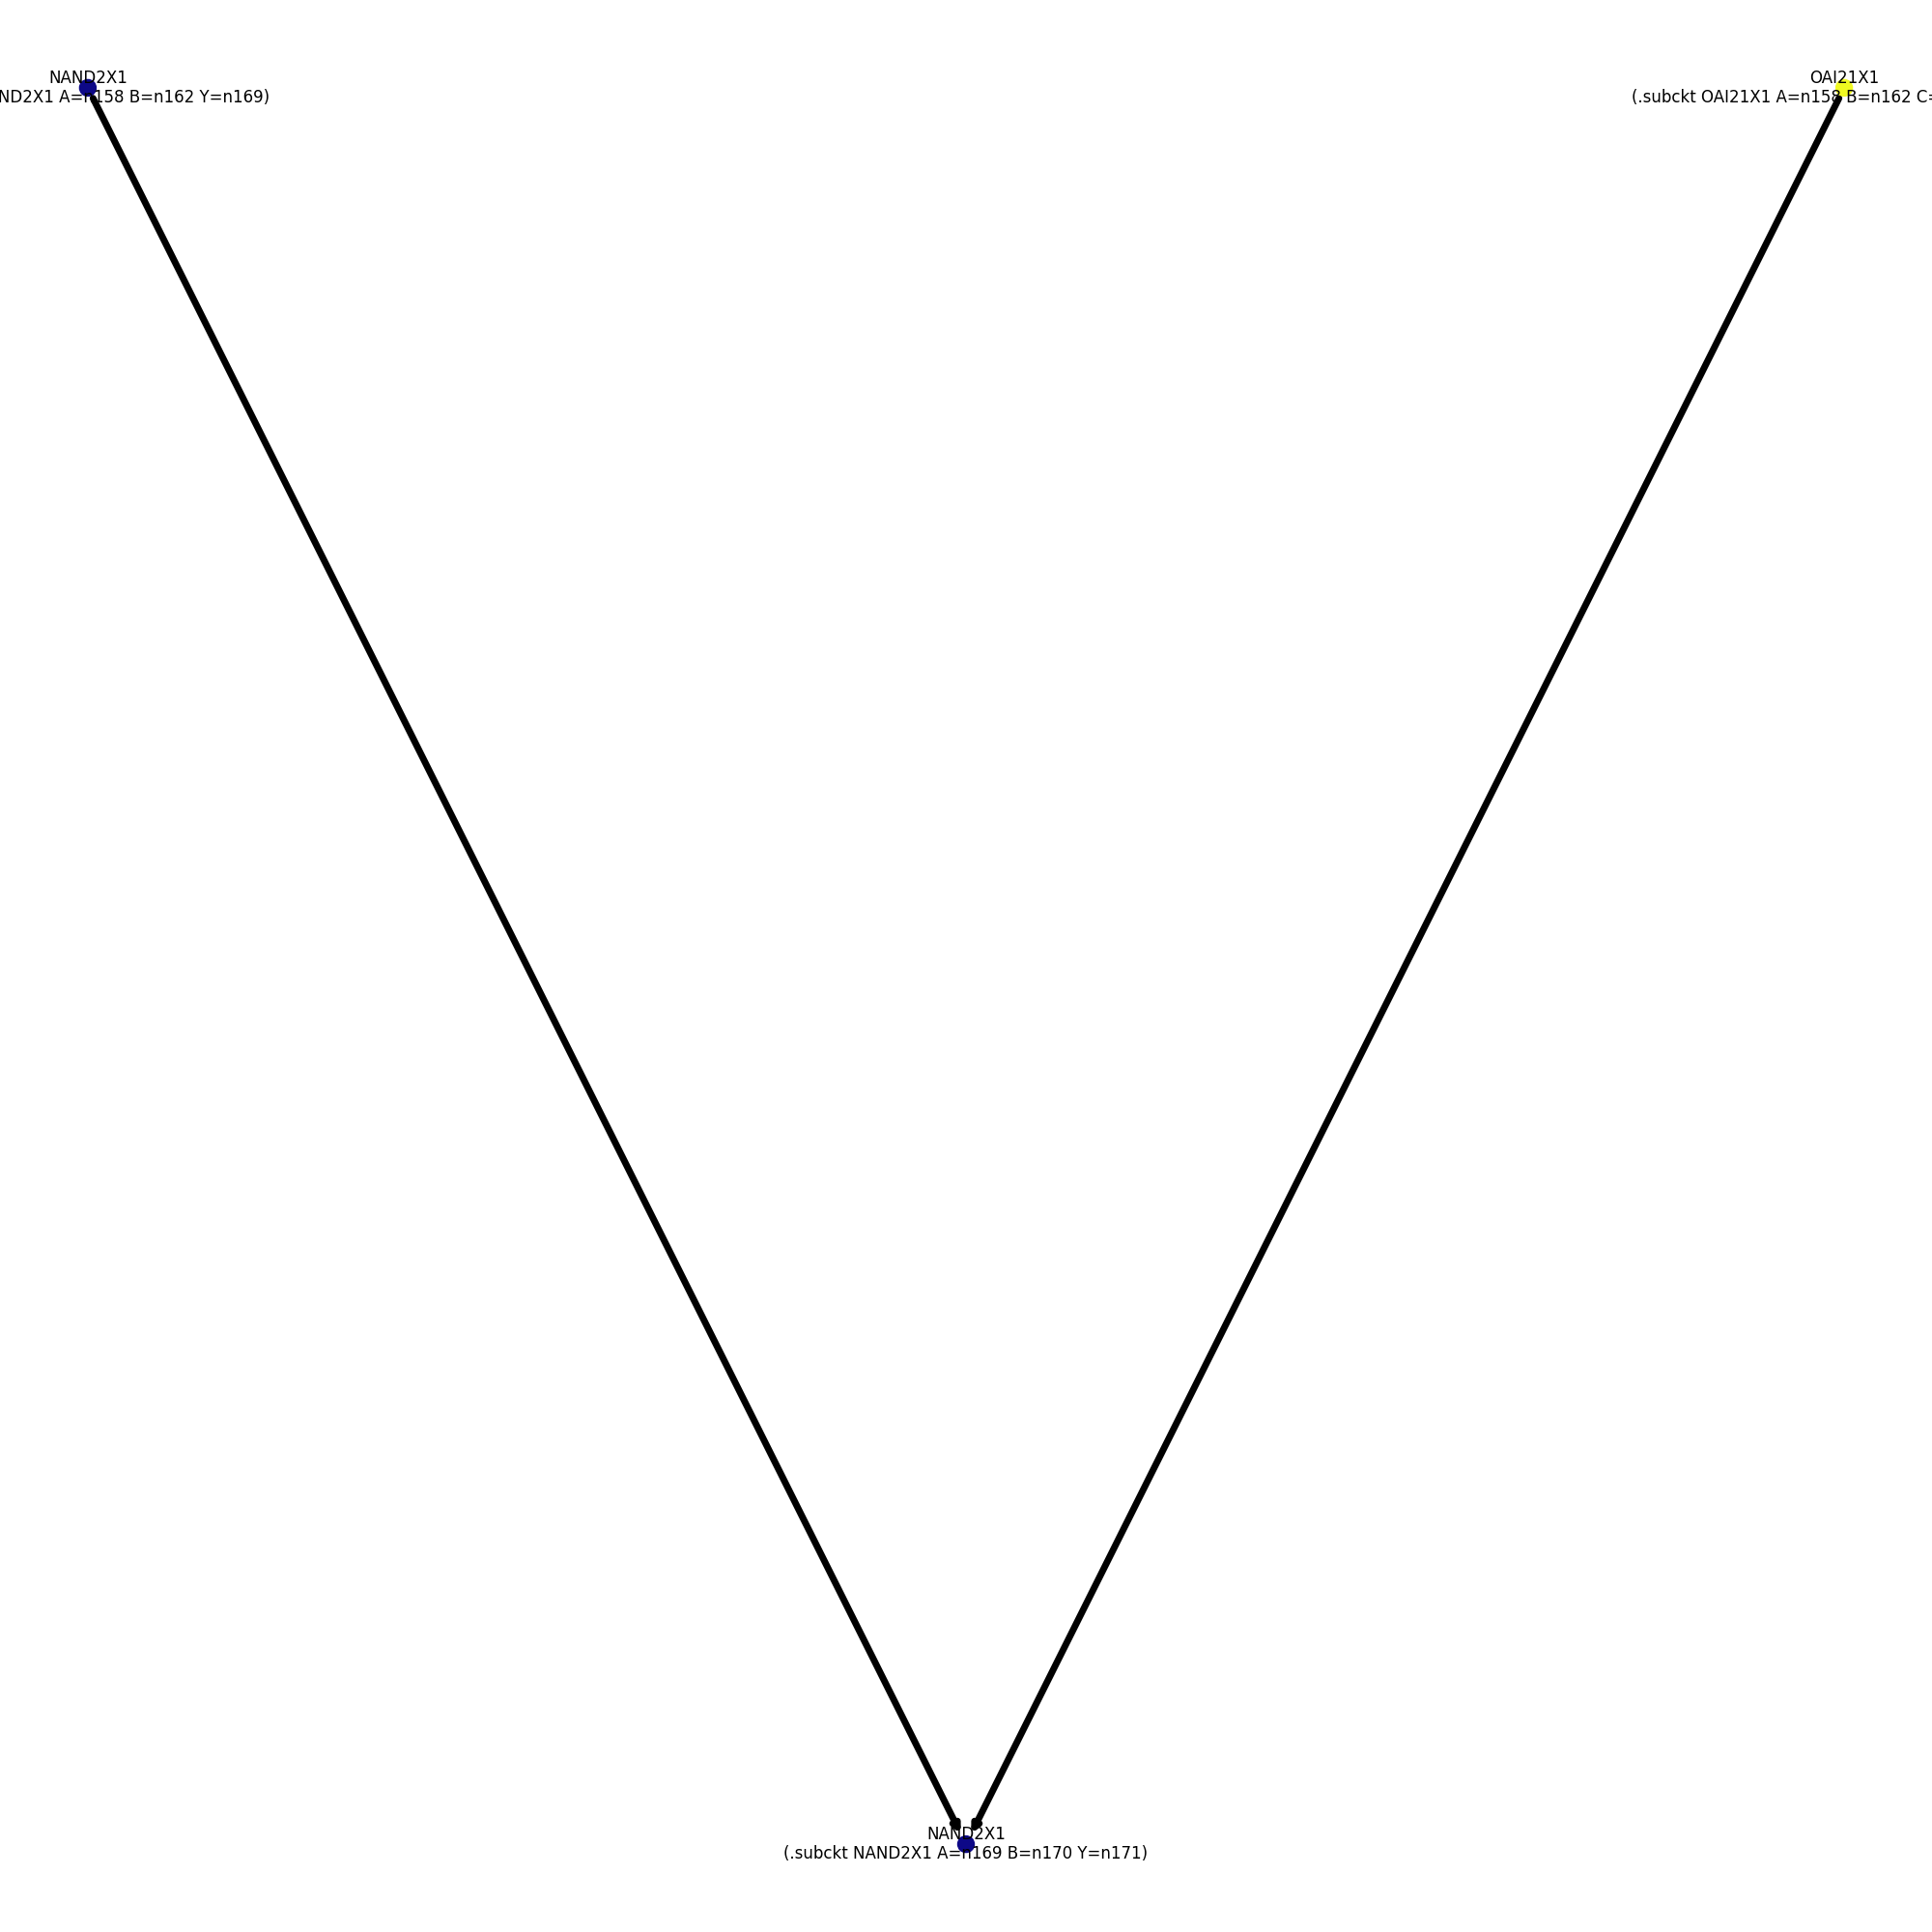 NAND2X1
ND2X1 A=n158 B=n162 Y=n169)
OAI21X1
(.subckt OAI21X1 A=n158 B=n162 C=
NAND2X1
(.subckt NAND2X1 A=n169 B=n170 Y=n171)